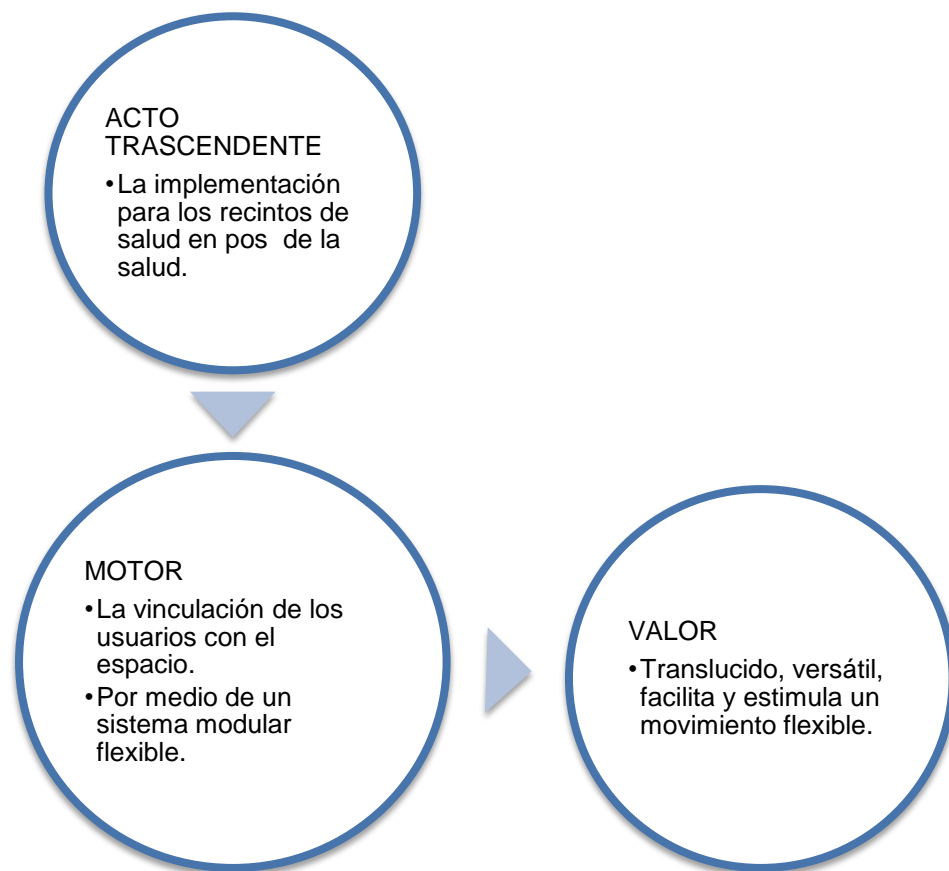 ACTO
TRASCENDENTE
•La implementación
para los recintos de
salud en pos  de la
salud.
MOTOR
•La vinculación de los
usuarios con el
espacio.
•Por medio de un
sistema modular
flexible.
VALOR
•Translucido, versátil,
facilita y estimula un
movimiento flexible.